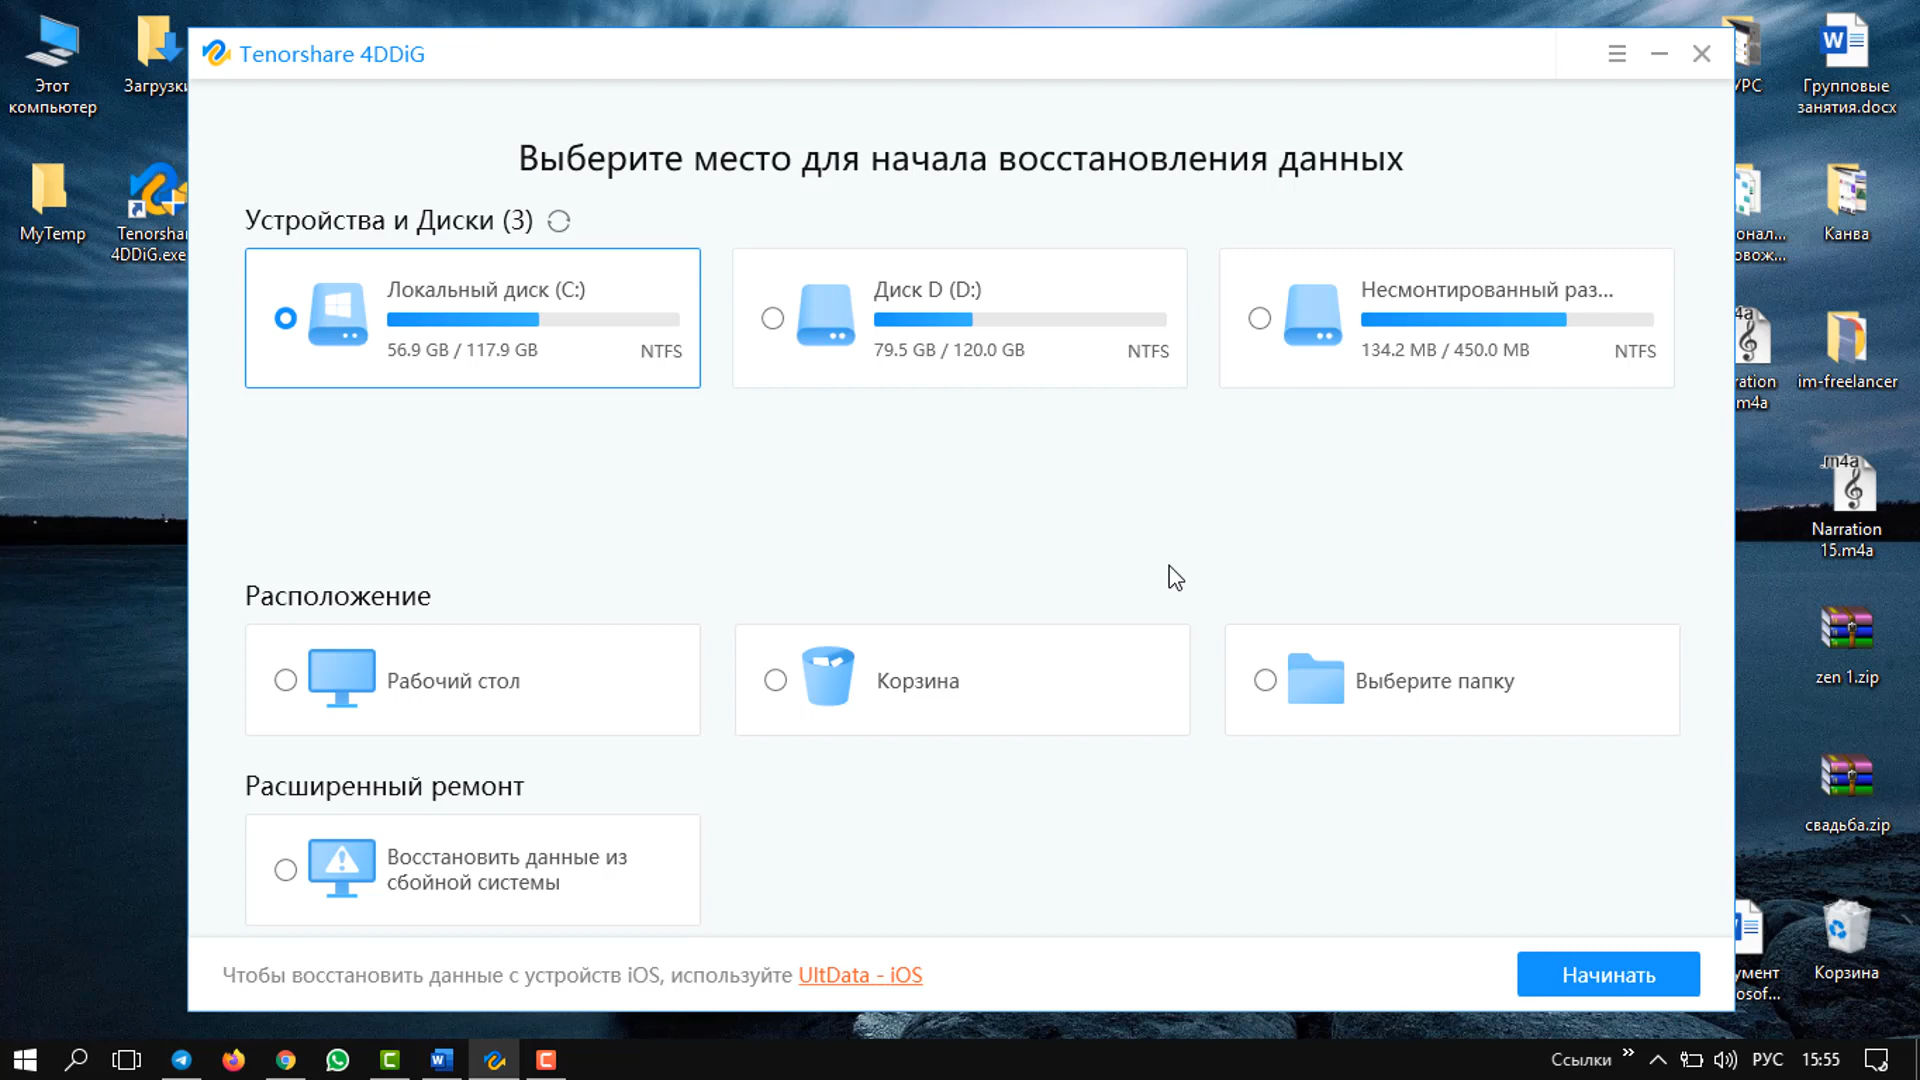 Этот
компьютер
Загрузки
MyTemp
Tenorshar
4DDiG.exe
Tenorshare 4DDiG
Выберите место для начала восстановления данных
Устройства и Диски (3)
Локальный диск (C:)
56.9 GB / 117.9 GB
NTFS
Диск D (D:)
79.5 GB / 120.0 GB
NTFS
Несмонтированный раз...
134.2 MB / 450.0 MB
NTFS
Расположение
Рабочий стол
Корзина
Выберите папку
Расширенный ремонт
Восстановить данные из
сбойной системы
Чтобы восстановить данные с устройств iOS, используйте UltData - iOS
Начинать
Групповые
занятия.docx
Канва
im-freelancer
.m4a
Narration
15.m4a
zen 1.zip
свадьба.zip
Корзина
Ссылки
РУС
15:55